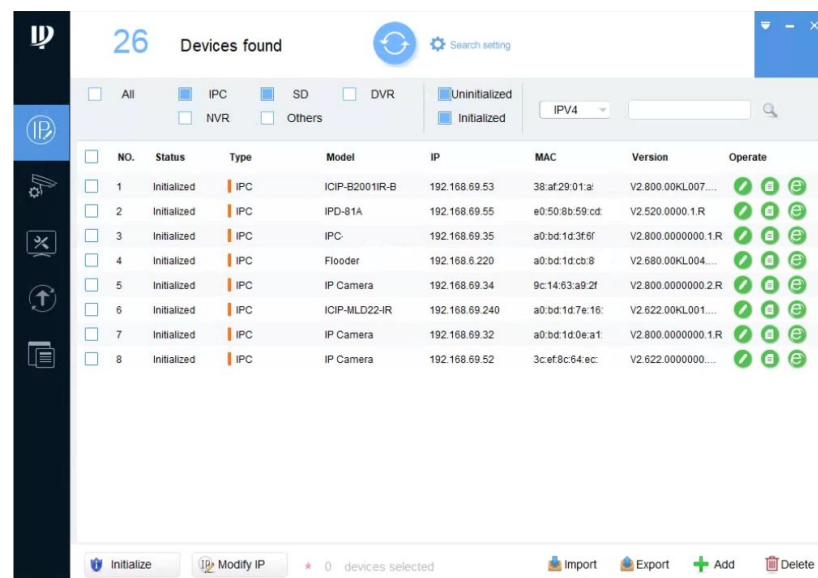 26 Devices found Search setting
All IPC SD DVR Uninitialized
NVR Others Initialized IPV4
NO. Status Type Model IP MAC Version Operate
1 Initialized IPC ICIP-B2001IR-B 192.168.69.53 38:af:29:01:a V2.800.00KL007....
2 Initialized IPC IPD-81A 192.168.69.55 e0:50:8b:59:cd: V2.520.0000.1.R
3 Initialized IPC IPC- 192.168.69.35 a0:bd:1d:3f:6f V2.800.0000000.1.R
4 Initialized IPC Flooder 192.168.6.220 a0:bd:1d:cb:8 V2.680.00KL004....
5 Initialized IPC IP Camera 192.168.69.34 9c:14:63:a9:2f V2.800.0000000.2.R
6 Initialized IPC ICIP-MLD22-IR 192.168.69.240 a0:bd:1d:7e:16: V2.622.00KL001....
7 Initialized IPC IP Camera 192.168.69.32 a0:bd:1d:0e:a1: V2.800.0000000.1.R
8 Initialized IPC IP Camera 192.168.69.52 3c:ef:8c:64:ec: V2.622.0000000....
Initialize IP Modify IP * 0 devices selected Import Export Add Delete